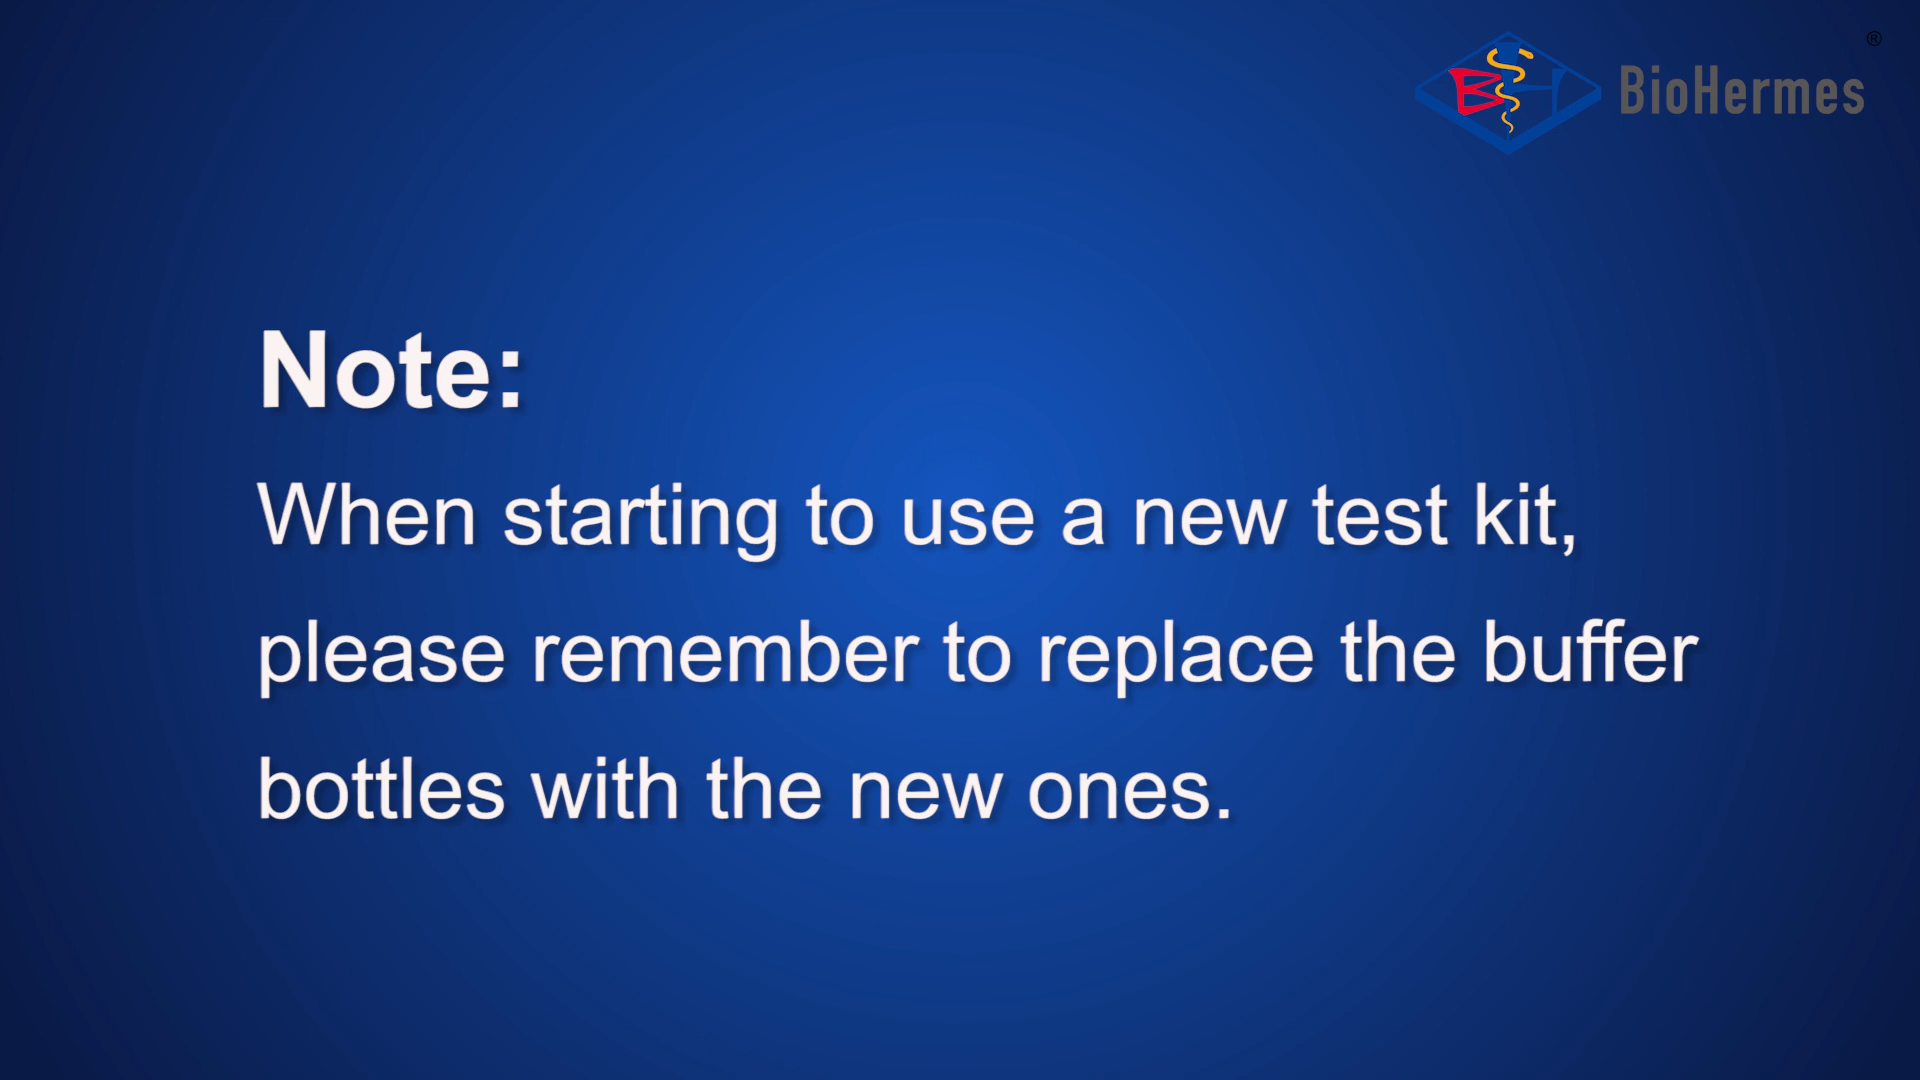 BH BioHermes ®
Note:
When starting to use a new test kit,
please remember to replace the buffer
bottles with the new ones.